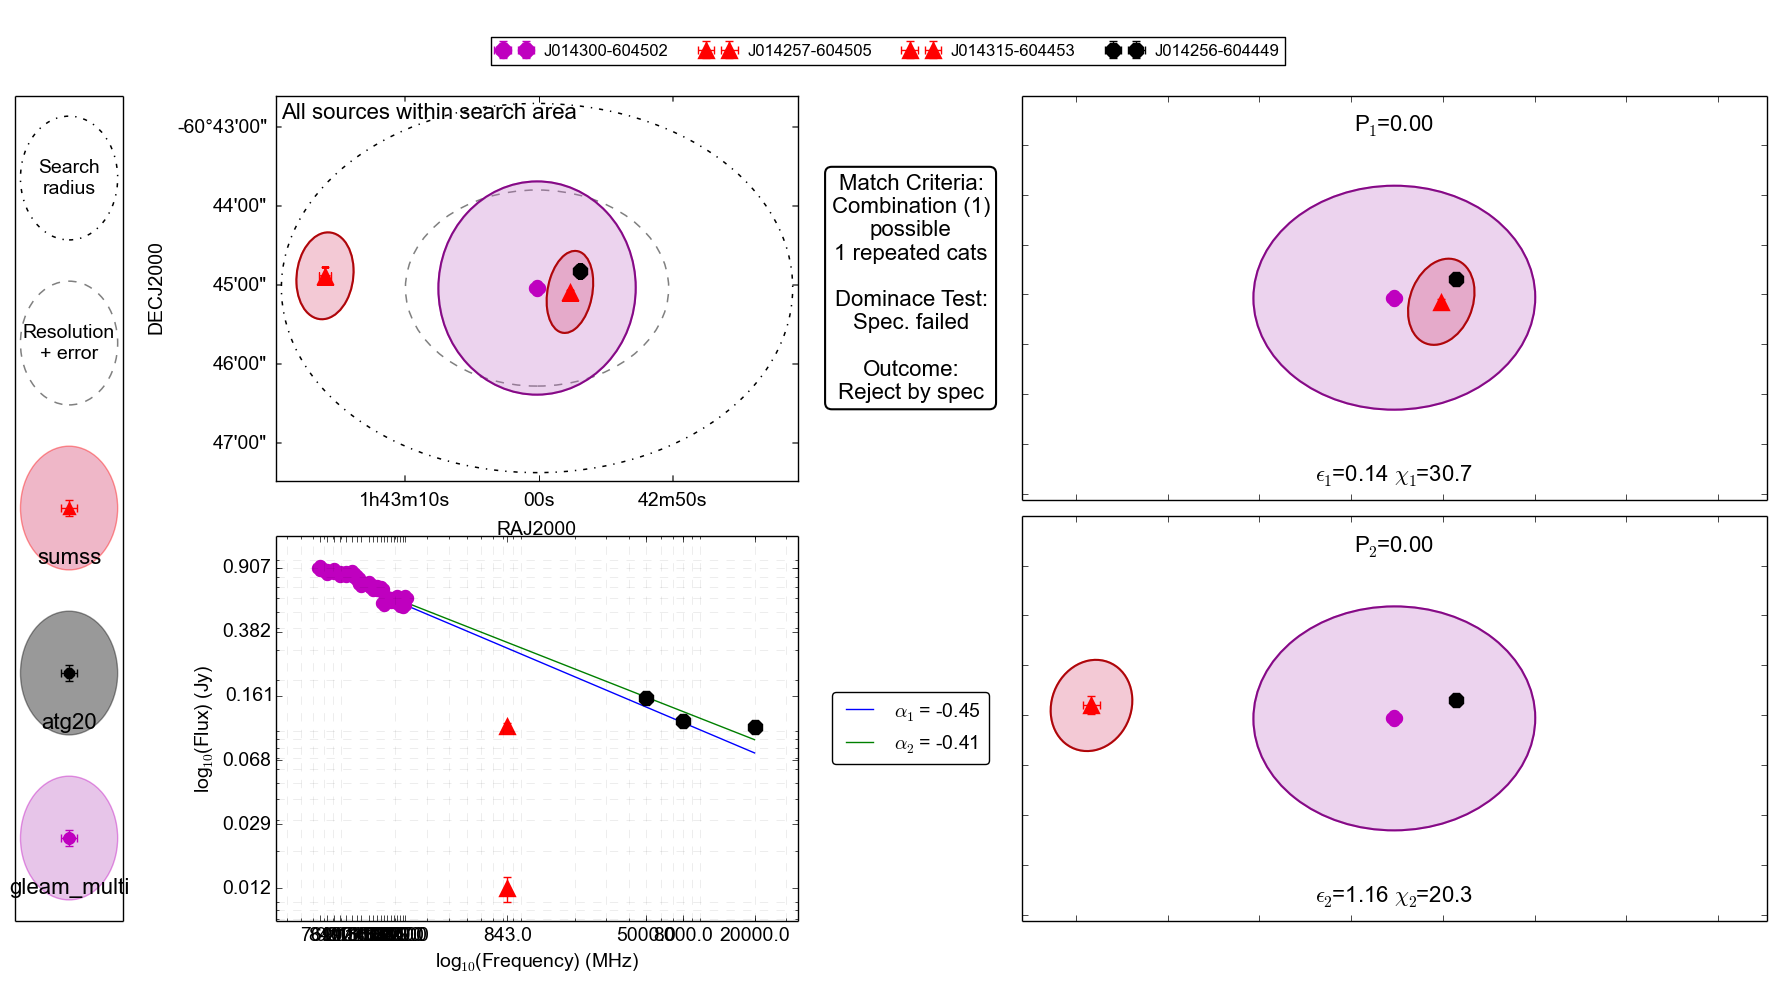 J014300-604502 J014257-604505 J014315-604453 J014256-604449
Search
radius
Resolution
+ error
sumss
atg20
gleam_multi
All sources within search area
DECJ2000
-60°43'00"
44'00"
45'00"
46'00"
47'00"
1h43m10s 00s 42m50s
RAJ2000
Match Criteria:
Combination (1)
possible
1 repeated cats
Dominace Test:
Spec. failed
Outcome:
Reject by spec
P1=0.00
ϵ1=0.14 χ1=30.7
log10(Flux) (Jy)
0.907
0.382
0.161
0.068
0.029
0.012
843.0 5000.0 8000.0 20000.0
log10(Frequency) (MHz)
α1 = -0.45
α2 = -0.41
P2=0.00
ϵ2=1.16 χ2=20.3